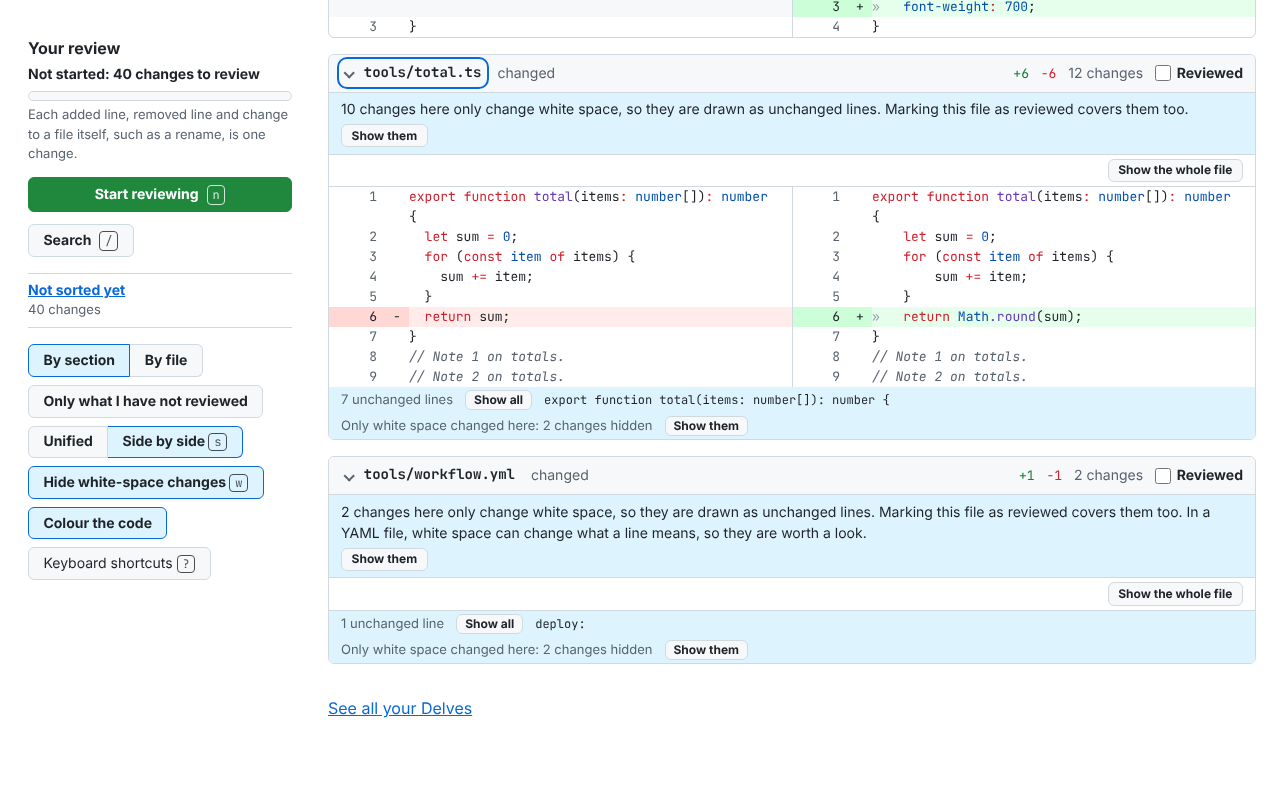 Your review
Not started: 40 changes to review
Each added line, removed line and change
to a file itself, such as a rename, is one
change.
Start reviewing n
Search /
Not sorted yet
40 changes
By section By file
Only what I have not reviewed
Unified Side by side s
Hide white-space changes w
Colour the code
Keyboard shortcuts ?
3 + » font-weight: 700;
3 } 4 }
tools/total.ts changed +6 -6 12 changes Reviewed
10 changes here only change white space, so they are drawn as unchanged lines. Marking this file as reviewed covers them too.
Show them
Show the whole file
1 export function total(items: number[]): number 1 export function total(items: number[]): number
{ {
2 let sum = 0; 2 let sum = 0;
3 for (const item of items) { 3 for (const item of items) {
4 sum += item; 4 sum += item;
5 } 5 }
6 - return sum; 6 + » return Math.round(sum);
7 } 7 }
8 // Note 1 on totals. 8 // Note 1 on totals.
9 // Note 2 on totals. 9 // Note 2 on totals.
7 unchanged lines Show all export function total(items: number[]): number {
Only white space changed here: 2 changes hidden Show them
tools/workflow.yml changed +1 -1 2 changes Reviewed
2 changes here only change white space, so they are drawn as unchanged lines. Marking this file as reviewed covers them too. In a
YAML file, white space can change what a line means, so they are worth a look.
Show them
Show the whole file
1 unchanged line Show all deploy:
Only white space changed here: 2 changes hidden Show them
See all your Delves